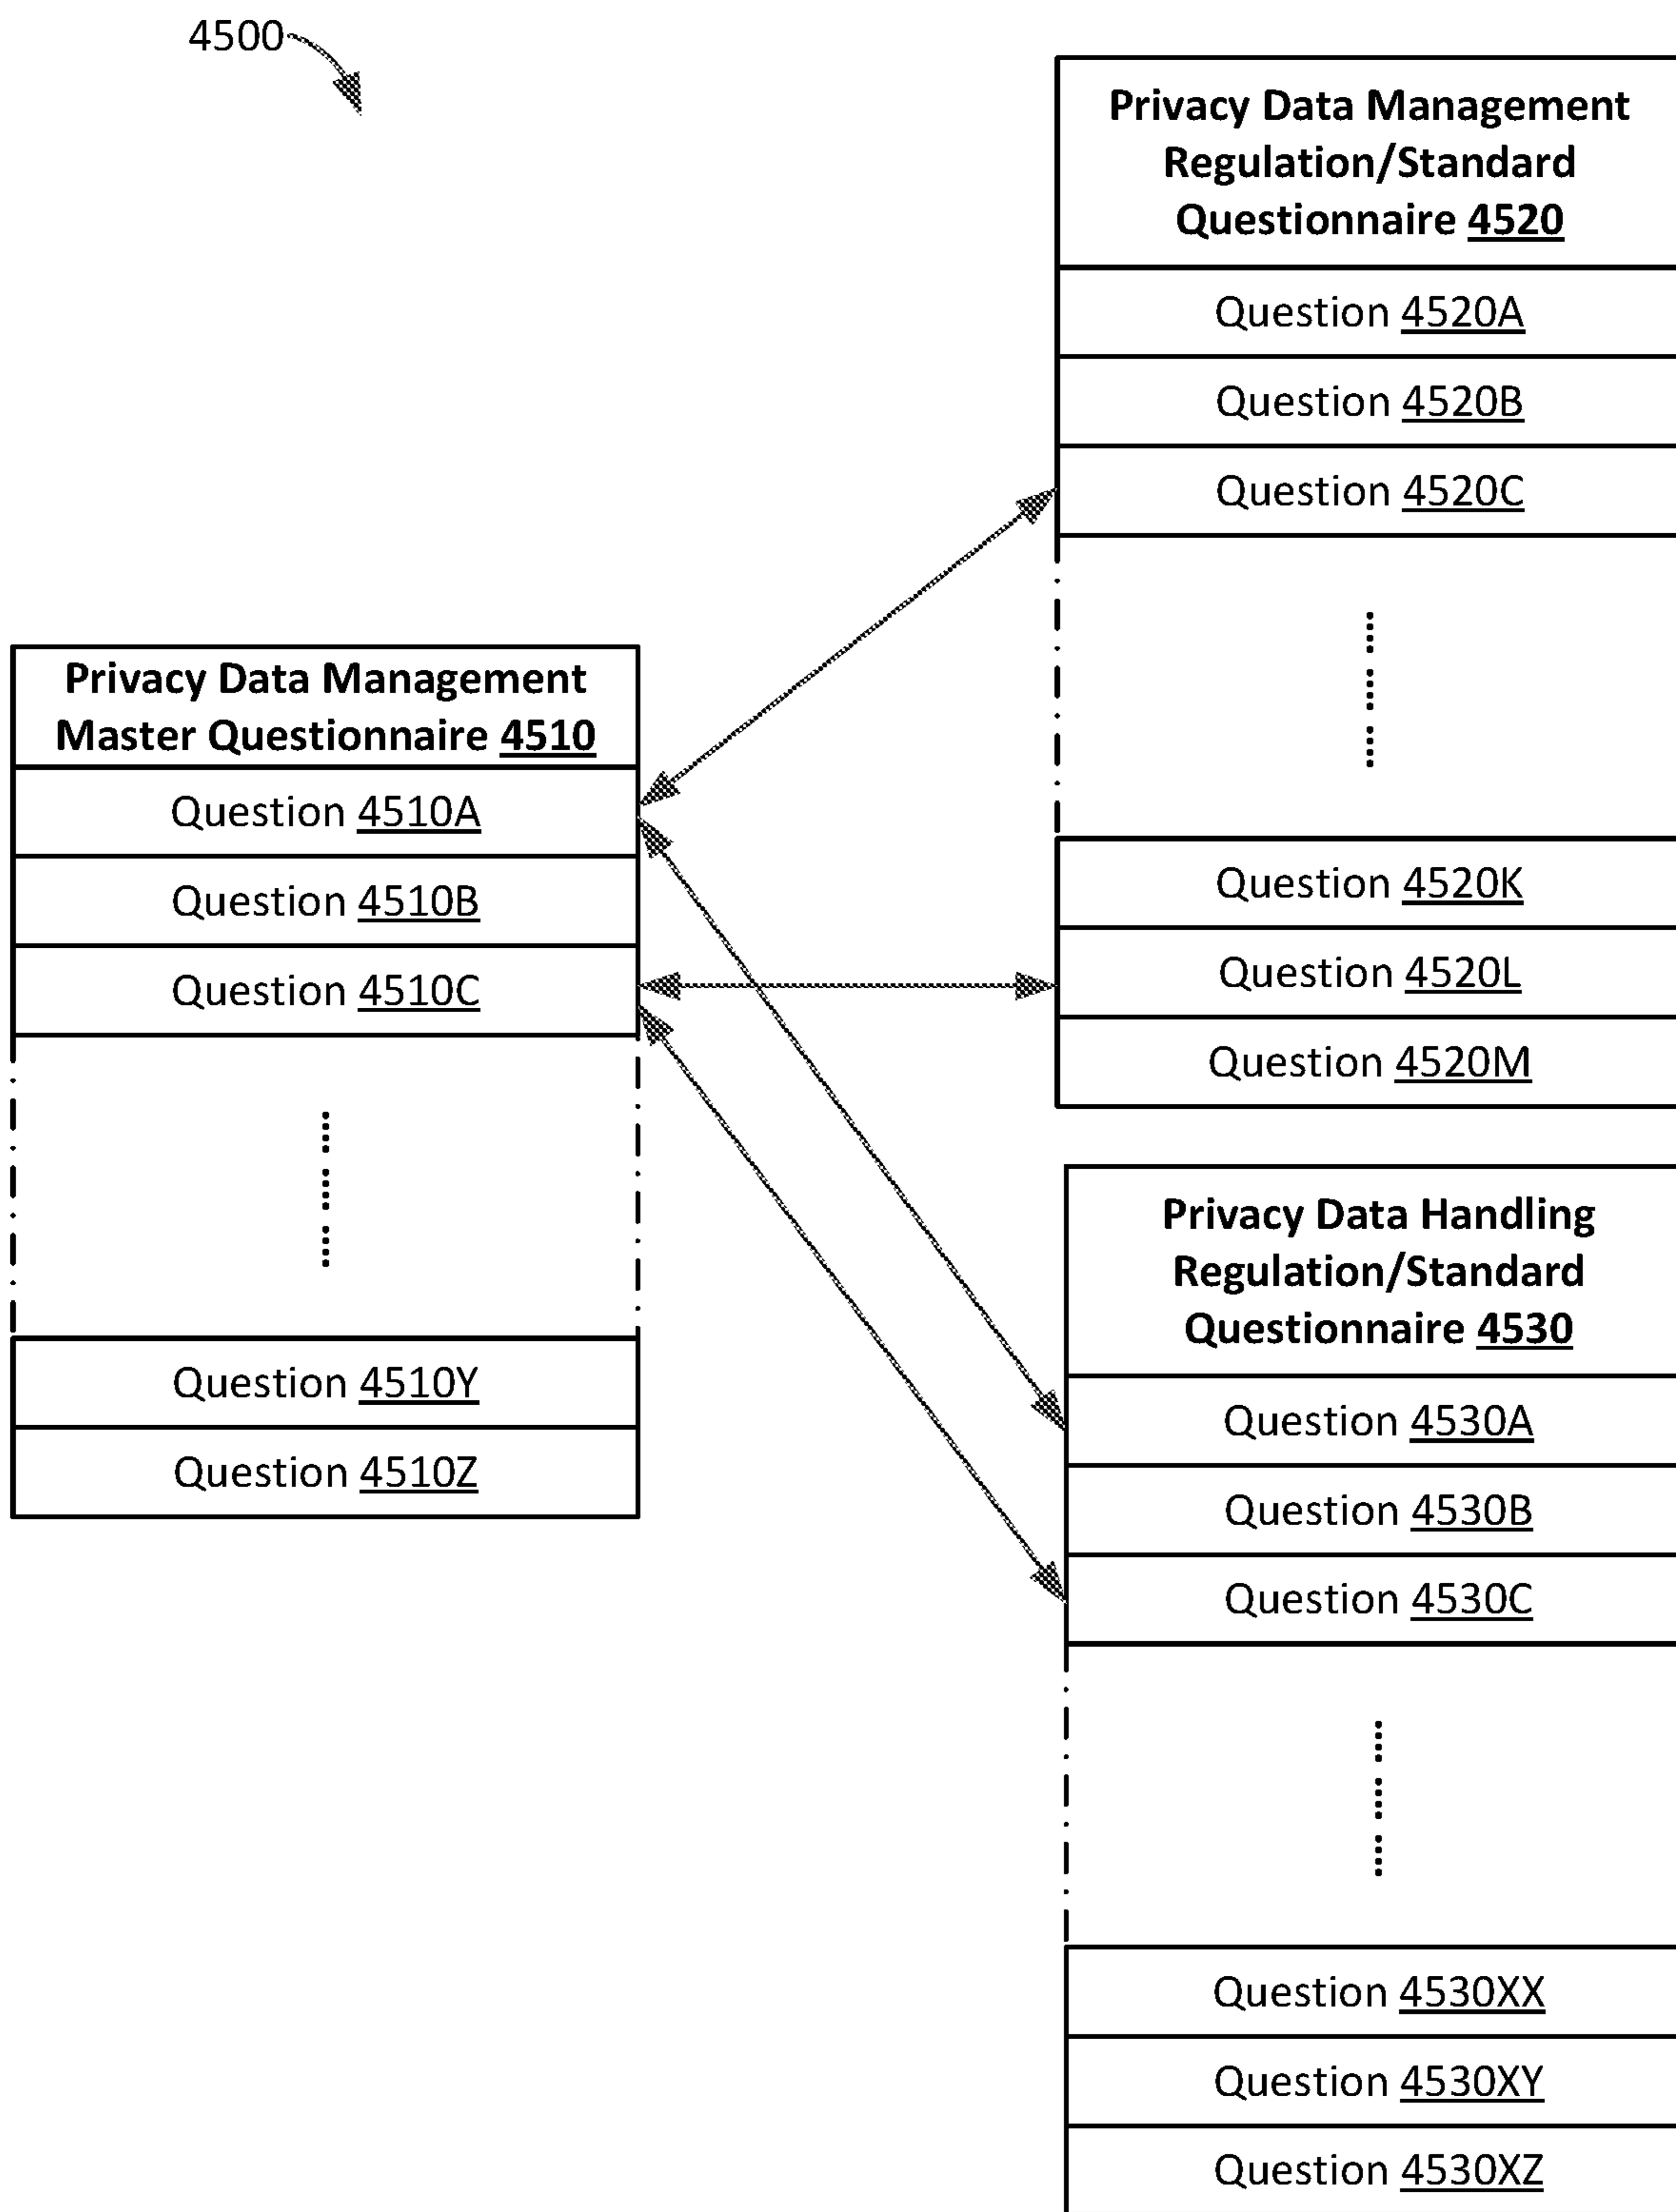 4500
Privacy Data Management
Master Questionnaire 4510
Question 4510A
Question 4510B
Question 4510C
Question 4510Y
Question 4510Z
Privacy Data Management
Regulation/Standard
Questionnaire 4520
Question 4520A
Question 4520B
Question 4520C
Question 4520K
Question 4520L
Question 4520M
Privacy Data Handling
Regulation/Standard
Questionnaire 4530
Question 4530A
Question 4530B
Question 4530C
Question 4530XX
Question 4530XY
Question 4530XZ